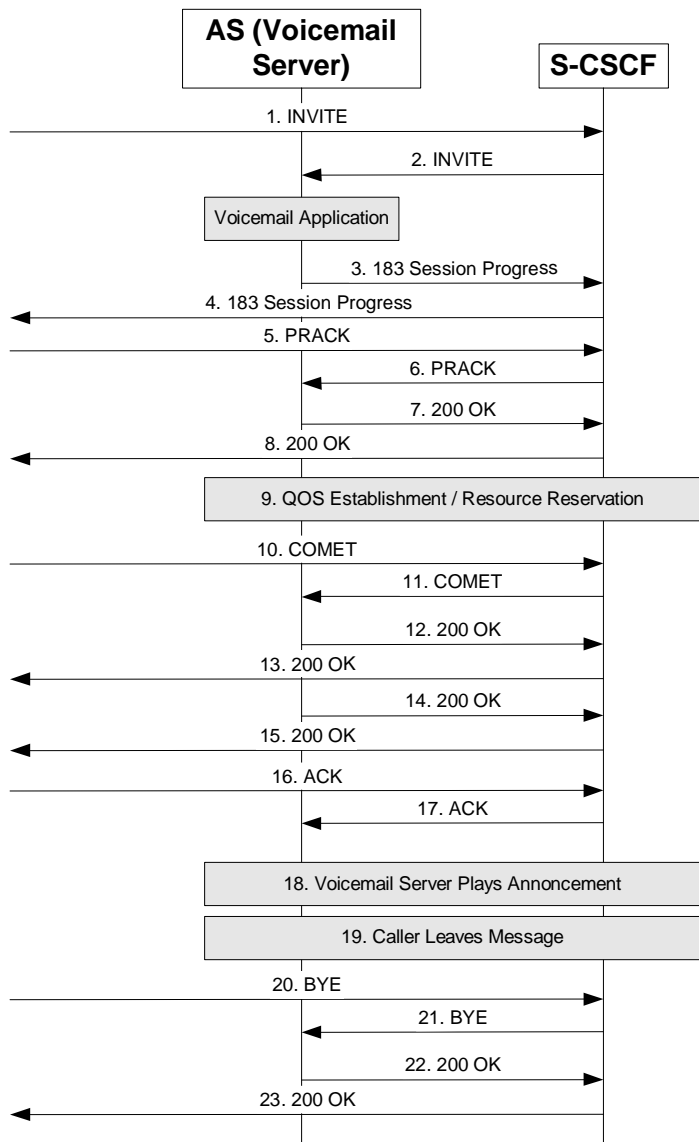 AS (Voicemail
Server)
S-CSCF
1. INVITE
2. INVITE
Voicemail Application
3. 183 Session Progress
4. 183 Session Progress
5. PRACK
6. PRACK
7. 200 OK
8. 200 OK
9. QOS Establishment / Resource Reservation
10. COMET
11. COMET
12. 200 OK
13. 200 OK
14. 200 OK
15. 200 OK
16. ACK
17. ACK
18. Voicemail Server Plays Annoncement
19. Caller Leaves Message
20. BYE
21. BYE
22. 200 OK
23. 200 OK